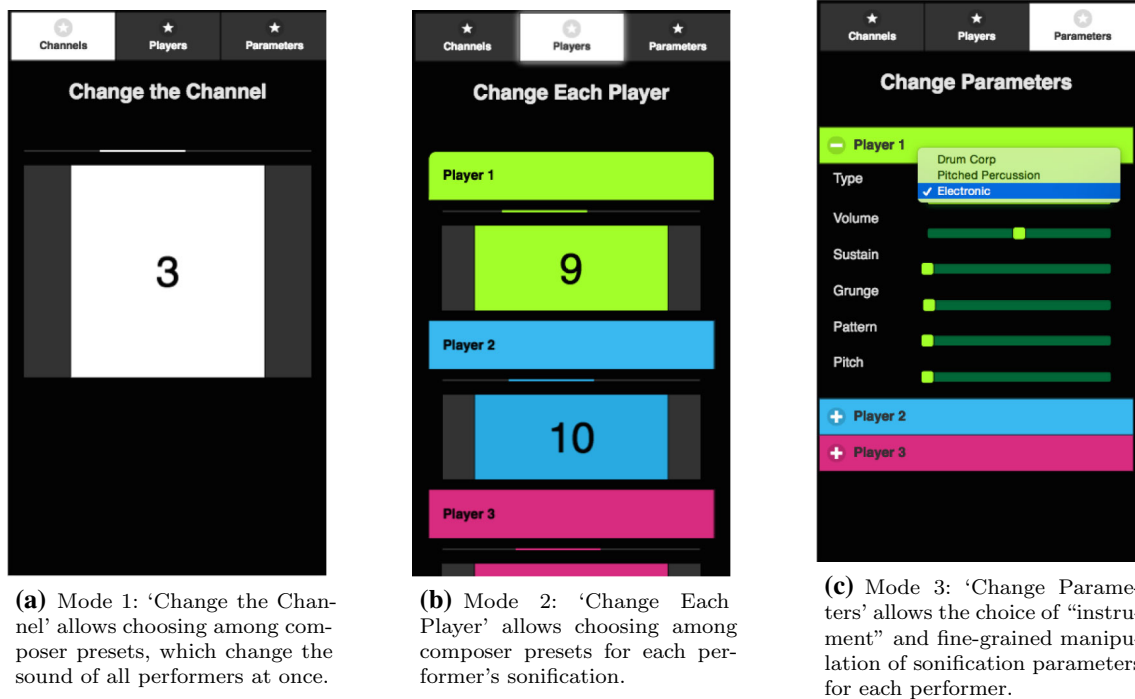 Channels
Players
Parameters
Change the Channel
3
(a) Mode 1: ‘Change the Chan-
nel’ allows choosing among com-
poser presets, which change the
sound of all performers at once.
Channels
Players
Parameters
Change Each Player
Player 1
9
Player 2
10
Player 3
(b) Mode 2: ‘Change Each
Player’ allows choosing among
composer presets for each per-
former’s sonification.
Channels
Players
Parameters
Change Parameters
Player 1
Type
Drum Corp
Pitched Percussion
✓ Electronic
Volume
Sustain
Grunge
Pattern
Pitch
Player 2
Player 3
(c) Mode 3: ‘Change Parame-
ters’ allows the choice of “instru-
ment” and fine-grained manipu-
lation of sonification parameters
for each performer.